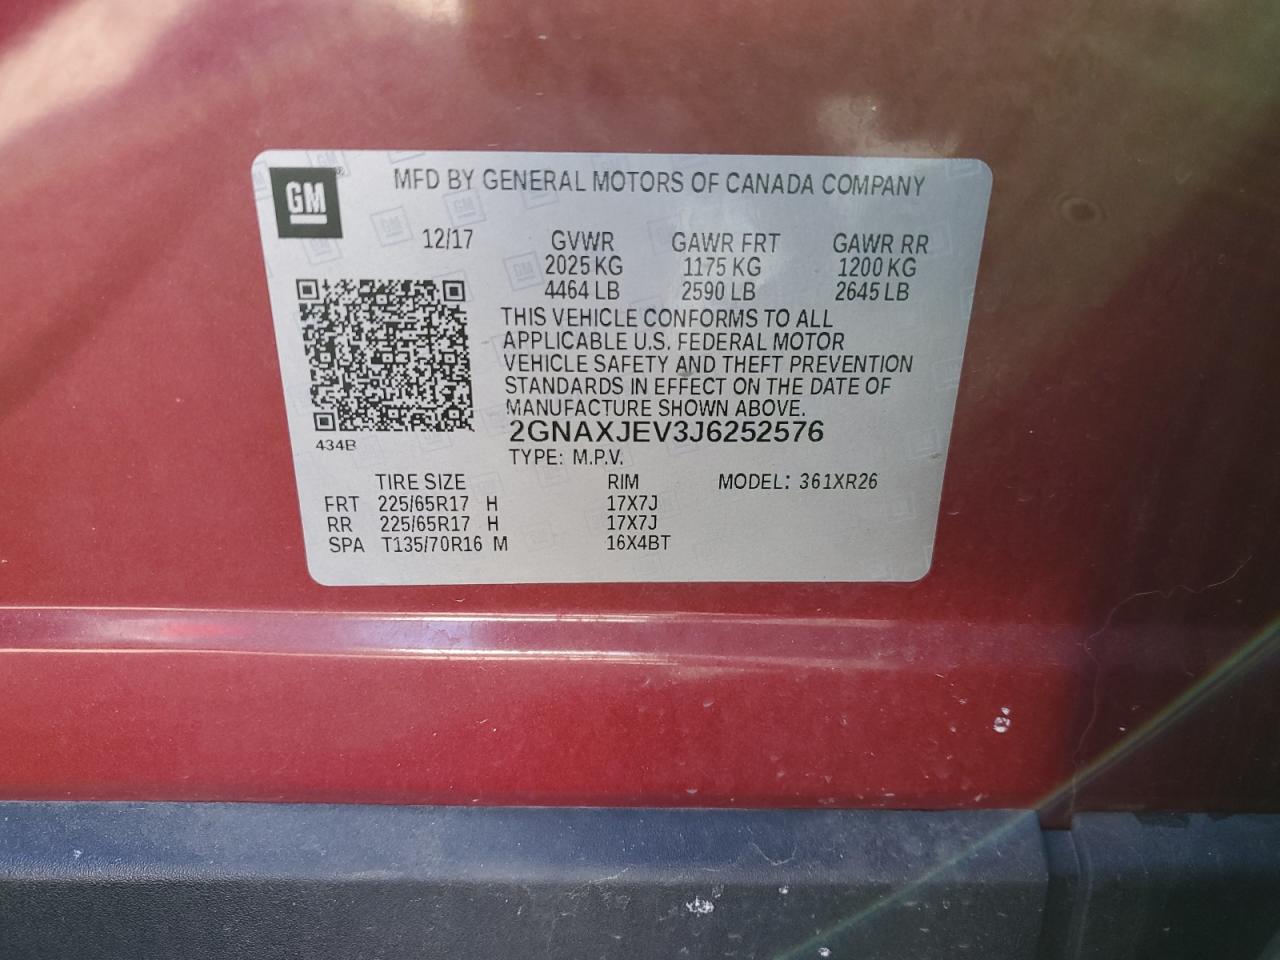 GM ®
MFD BY GENERAL MOTORS OF CANADA COMPANY
12/17 GVWR GAWR FRT GAWR RR
2025 KG 1175 KG 1200 KG
4464 LB 2590 LB 2645 LB
THIS VEHICLE CONFORMS TO ALL
APPLICABLE U.S. FEDERAL MOTOR
VEHICLE SAFETY AND THEFT PREVENTION
STANDARDS IN EFFECT ON THE DATE OF
MANUFACTURE SHOWN ABOVE.
434B
2GNAXJEV3J6252576
TYPE: M.P.V.
TIRE SIZE RIM MODEL: 361XR26
FRT 225/65R17 H 17X7J
RR 225/65R17 H 17X7J
SPA T135/70R16 M 16X4BT